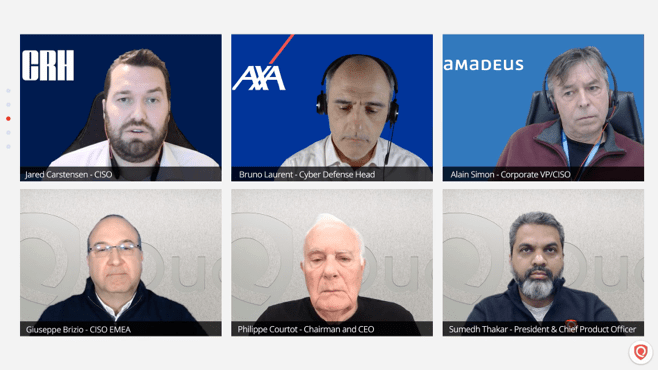 CRH
AXA
aMaDEUS
Jared Carstensen - CISO
Bruno Laurent - Cyber Defense Head
Alain Simon - Corporate VP/CISO
Giuseppe Brizio - CISO EMEA
Philippe Courtot - Chairman and CEO
Sumedh Thakar - President & Chief Product Officer